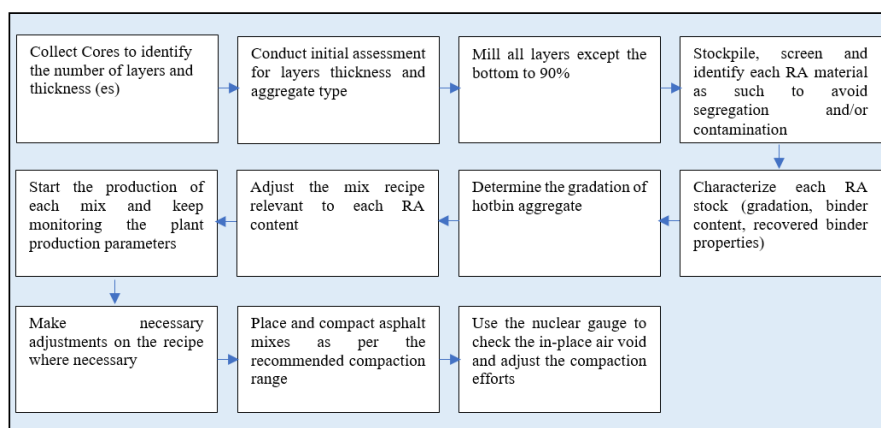 Collect Cores to identify
the number of layers and
thickness (es)
Conduct initial assessment
for layers thickness and
aggregate type
Mill all layers except the
bottom to 90%
Stockpile, screen and
identify each RA material
as such to avoid
segregation and/or
contamination
Start the production of
each mix and keep
monitoring the plant
production parameters
Adjust the mix recipe
relevant to each RA
content
Determine the gradation of
hotbin aggregate
Characterize each RA
stock (gradation, binder
content, recovered binder
properties)
Make necessary
adjustments on the recipe
where necessary
Place and compact asphalt
mixes as per the
recommended compaction
range
Use the nuclear gauge to
check the in-place air void
and adjust the compaction
efforts